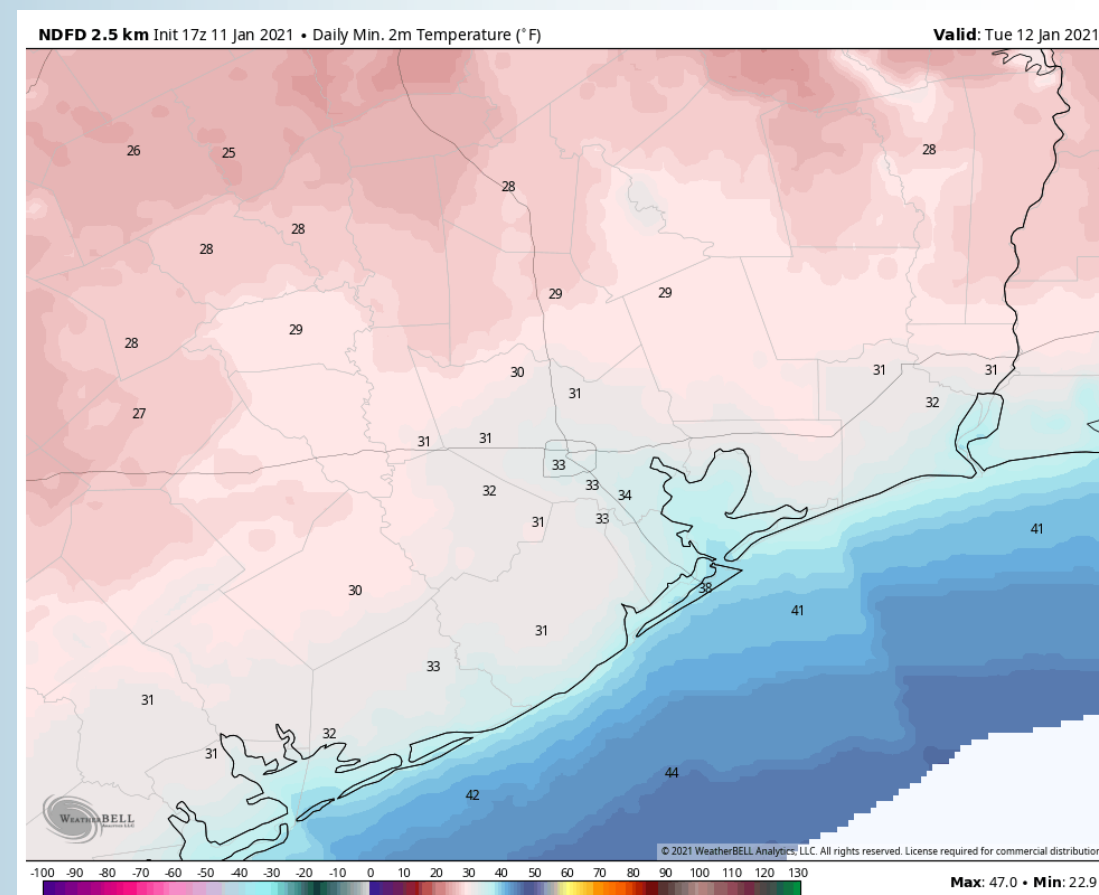 NDFD 2.5 km Init 17z 11 Jan 2021 • Daily Min. 2m Temperature (°F) Valid: Tue 12 Jan 2021
26 25 28
28
28
28
29 29
29
28
30 31 31
31 32
27
31 31
33
32 33 34
31 33
41
30 38
41
31
33
31
32
31
44
42
WEATHERBELL
Analytics LLC
© 2021 WeatherBELL Analytics, LLC. All rights reserved. License required for commercial distribution
-100 -90 -80 -70 -60 -50 -40 -30 -20 -10 0 10 20 30 40 50 60 70 80 90 100 110 120 130
Max: 47.0 • Min: 22.9